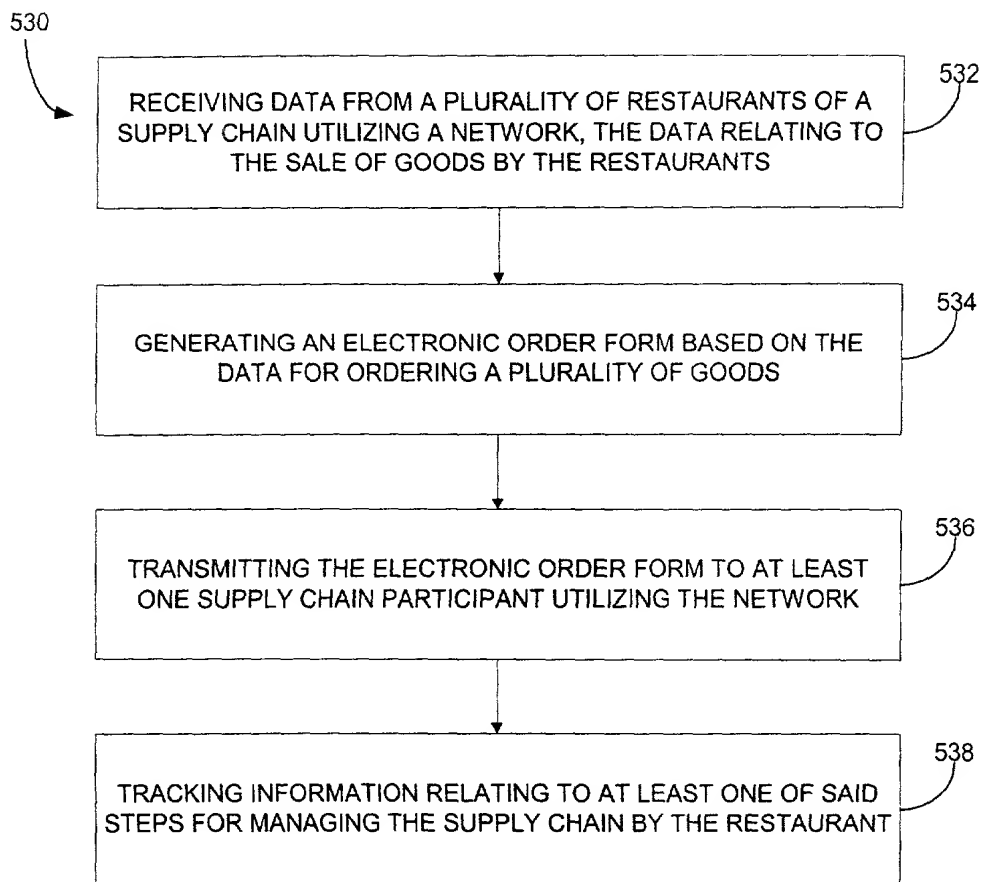 530
532
RECEIVING DATA FROM A PLURALITY OF RESTAURANTS OF A
SUPPLY CHAIN UTILIZING A NETWORK, THE DATA RELATING TO
THE SALE OF GOODS BY THE RESTAURANTS
534
GENERATING AN ELECTRONIC ORDER FORM BASED ON THE
DATA FOR ORDERING A PLURALITY OF GOODS
536
TRANSMITTING THE ELECTRONIC ORDER FORM TO AT LEAST
ONE SUPPLY CHAIN PARTICIPANT UTILIZING THE NETWORK
538
TRACKING INFORMATION RELATING TO AT LEAST ONE OF SAID
STEPS FOR MANAGING THE SUPPLY CHAIN BY THE RESTAURANT